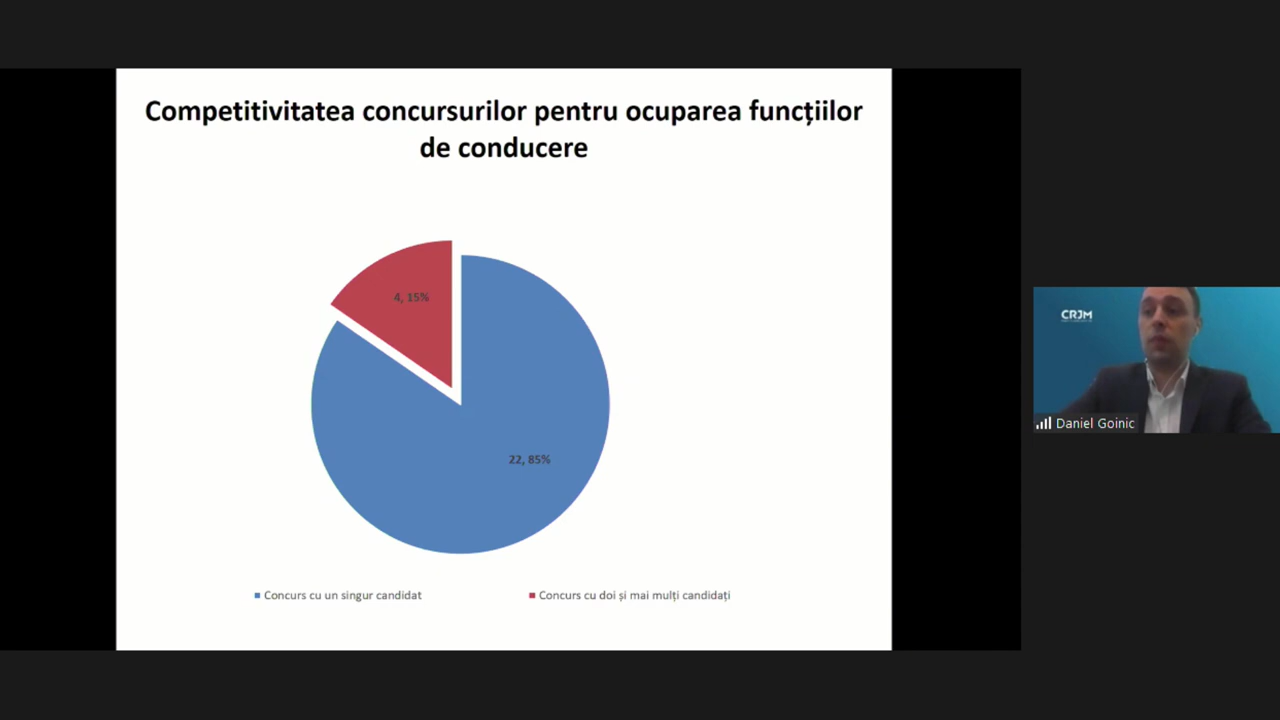 Competitivitatea concursurilor pentru ocuparea funcțiilor
de conducere
4, 15%
22, 85%
Concurs cu un singur candidat
Concurs cu doi și mai mulți candidați
CRJM
Daniel Goinic